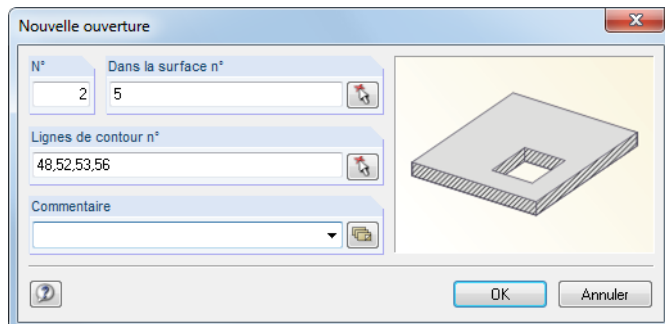 Nouvelle ouverture
N° Dans la surface n°
2 5
Lignes de contour n°
48,52,53,56
Commentaire
OK Annuler